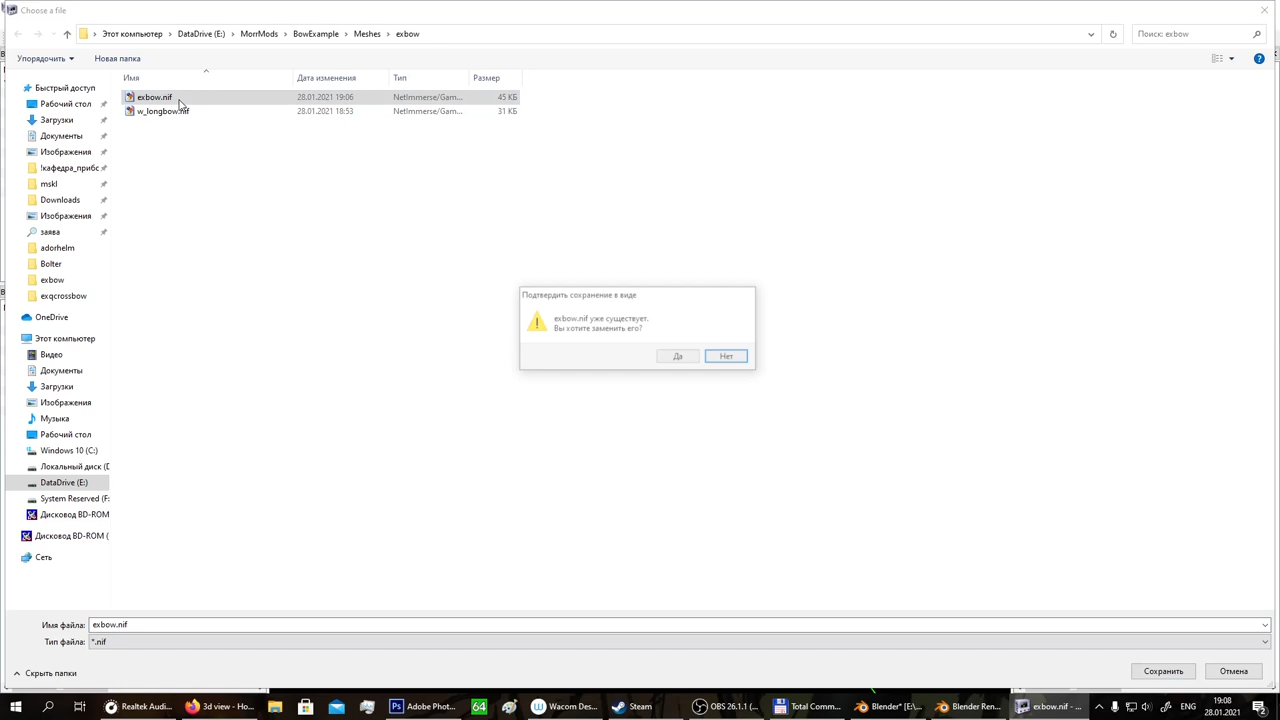 Choose a file
Этот компьютер > DataDrive (E:) > MorrMods > BowExample > Meshes > exbow
Поиск: exbow
Упорядочить
Новая папка
Имя
Дата изменения
Тип
Размер
exbow.nif
28.01.2021 19:06
NetImmerse/Gam...
45 КБ
w_longbow.nif
28.01.2021 18:53
NetImmerse/Gam...
31 КБ
Быстрый доступ
Рабочий стол
Загрузки
Документы
Изображения
!кафедра_прибс
mskl
Downloads
Изображения
заява
adorhelm
Bolter
exbow
exqcrossbow
OneDrive
Этот компьютер
Видео
Документы
Загрузки
Изображения
Музыка
Рабочий стол
Windows 10 (C:)
Локальный диск (D
DataDrive (E:)
System Reserved (F:
Дисковод BD-ROM
Дисковод BD-ROM (
Сеть
Подтвердить сохранение в виде
exbow.nif уже существует.
Вы хотите заменить его?
Да
Нет
Имя файла:
exbow.nif
Тип файла:
*.nif
Скрыть папки
Сохранить
Отмена
Realtek Audi...
3d view - Ho...
Adobe Phot...
64
Wacom Desk...
Steam
OBS 26.1.1 (...
Total Comm...
Blender* [E:\...
Blender Ren...
exbow.nif - ...
19:08
28.01.2021